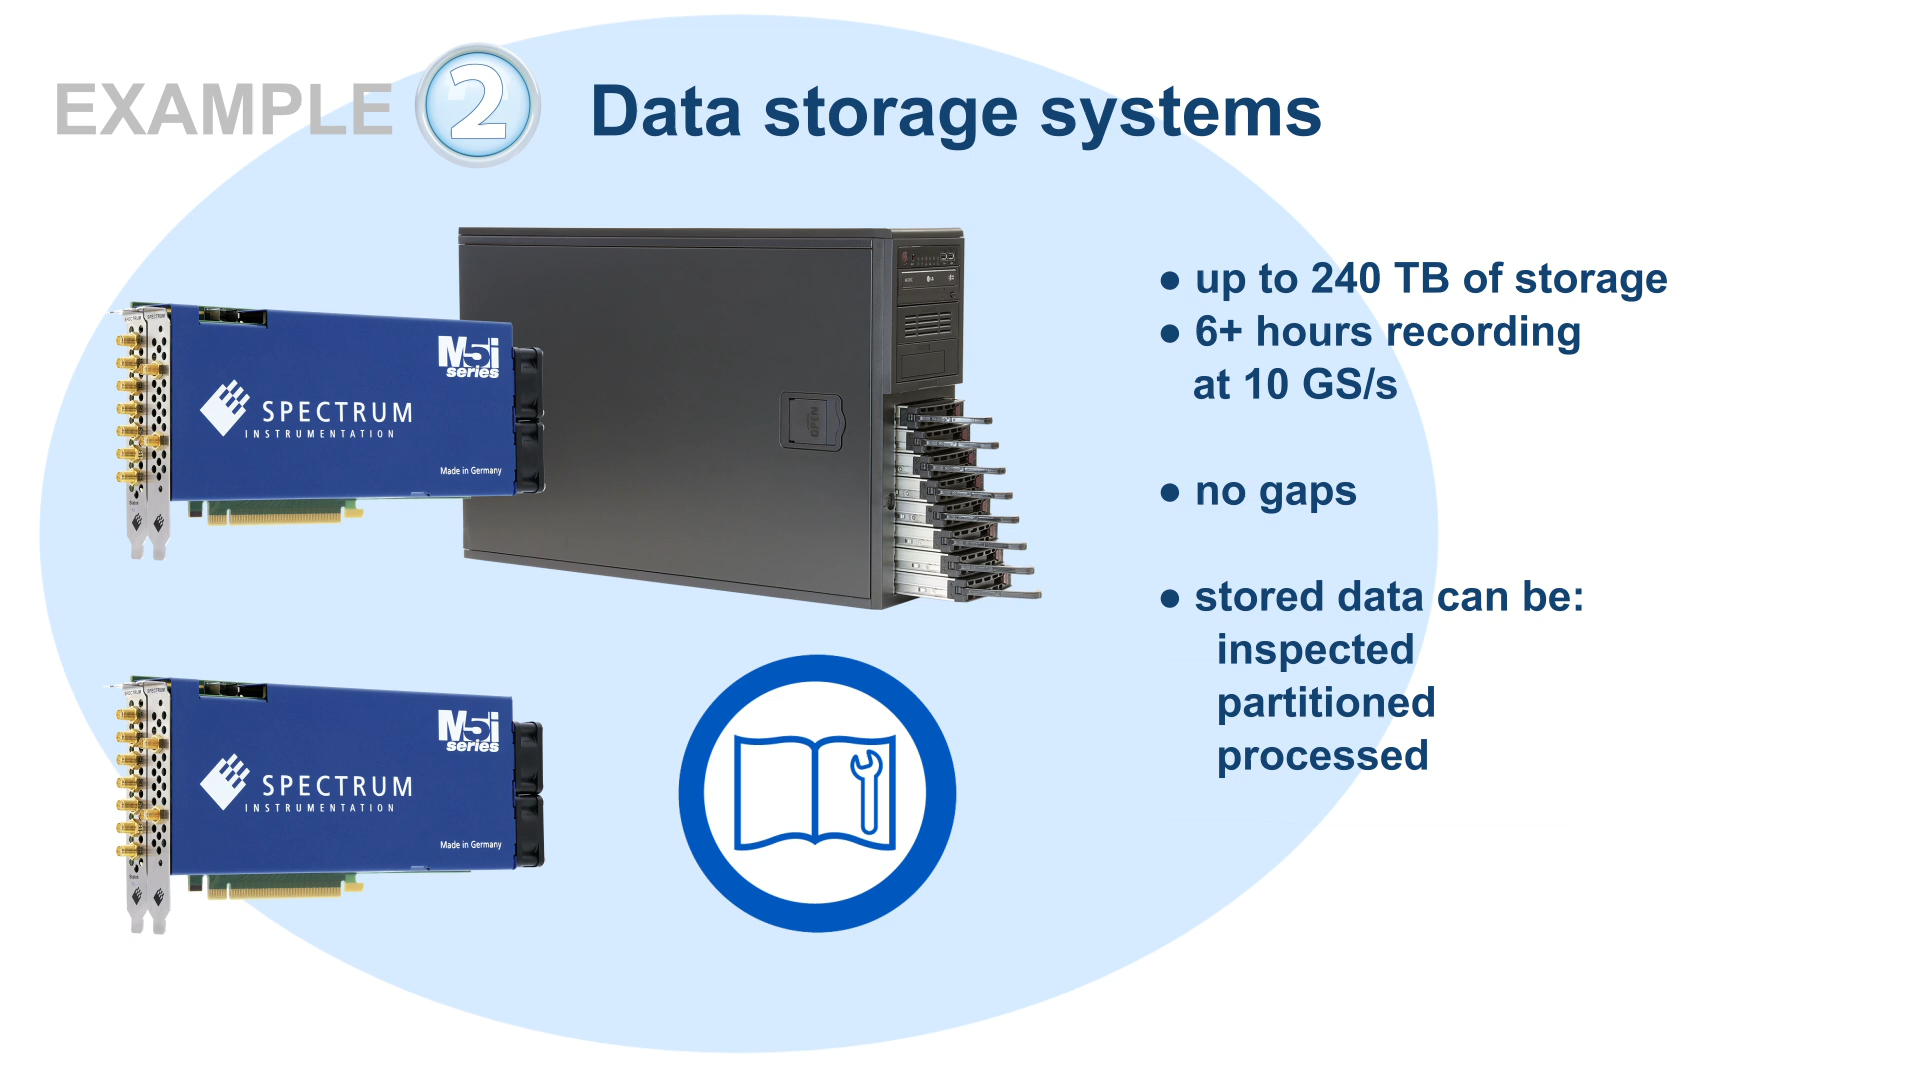 EXAMPLE 2 Data storage systems
● up to 240 TB of storage
● 6+ hours recording
at 10 GS/s
● no gaps
● stored data can be:
inspected
partitioned
processed
M5i
series
SPECTRUM
INSTRUMENTATION
Made in Germany
OPEN
M5i
series
SPECTRUM
INSTRUMENTATION
Made in Germany